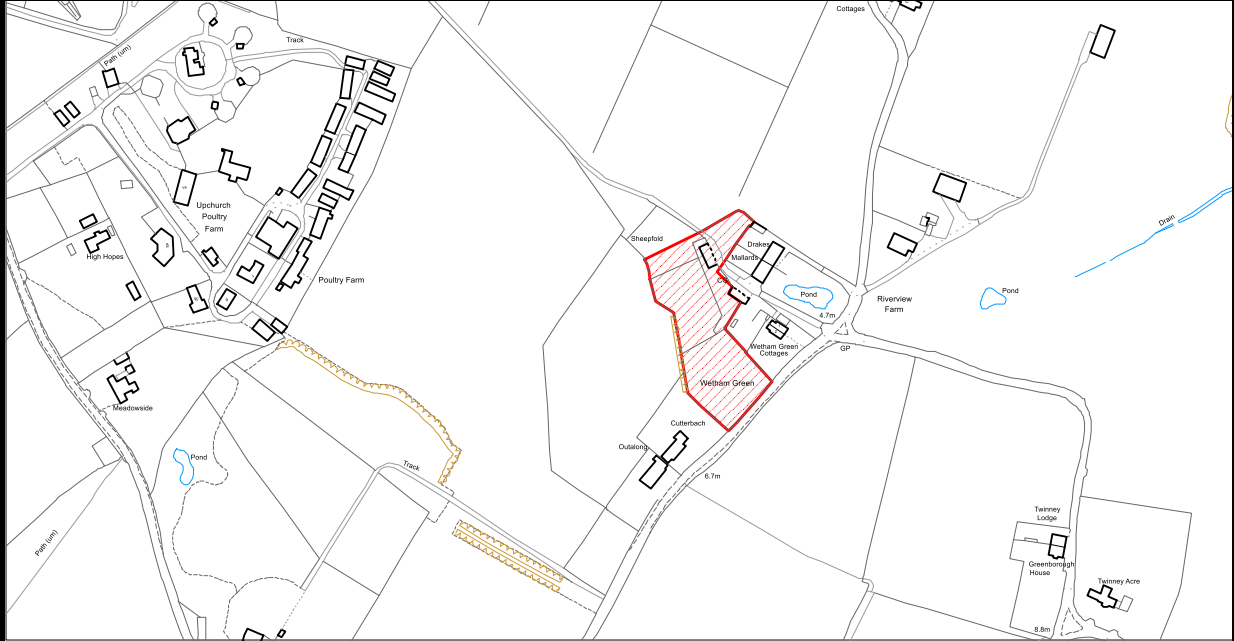 Cottages
Track
Path (um)
Upchurch
Poultry
Farm
High Hopes
Poultry Farm
Sheepfold
Drakes
Mallards
Pond
4.7m
Riverview
Farm
Pond
Drain
GP
Wetham Green
Cottages
Wetham Green
Meadowside
Cutterbach
Outalong
6.7m
Pond
Track
Path (um)
Twinney
Lodge
Greenborough
House
Twinney Acre
8.8m